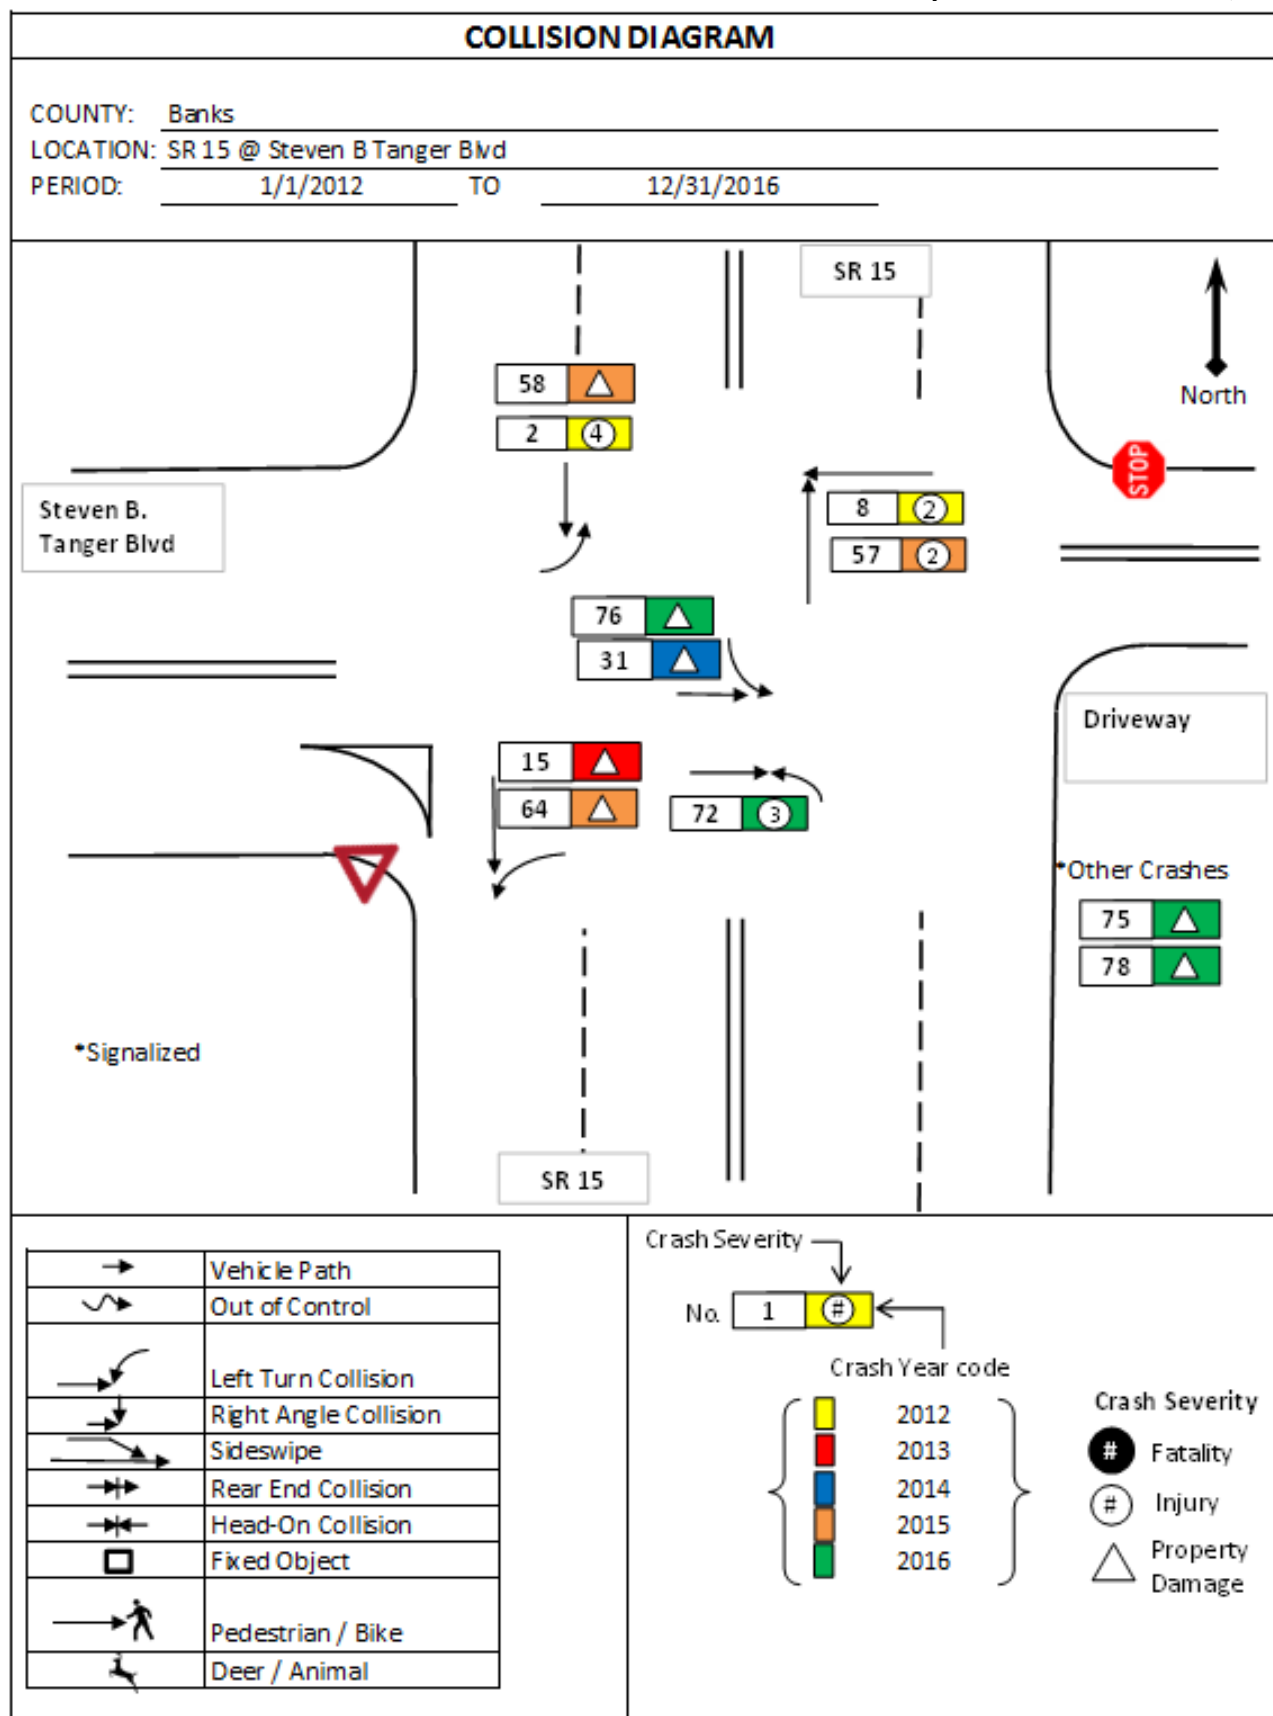 COLLISION DIAGRAM
COUNTY: Banks
LOCATION: SR 15 @ Steven B Tanger Blvd
PERIOD: 1/1/2012 TO 12/31/2016
SR 15
North
58
2 4
STOP
Steven B.
Tanger Blvd
8 2
57 2
76
31
Driveway
15
64
72 3
*Other Crashes
75
78
*Signalized
SR 15
Vehicle Path
Out of Control
Left Turn Collision
Right Angle Collision
Sideswipe
Rear End Collision
Head-On Collision
Fixed Object
Pedestrian / Bike
Deer / Animal
Crash Severity
No. 1 #
Crash Year code
2012
2013
2014
2015
2016
Crash Severity
# Fatality
# Injury
Property
Damage